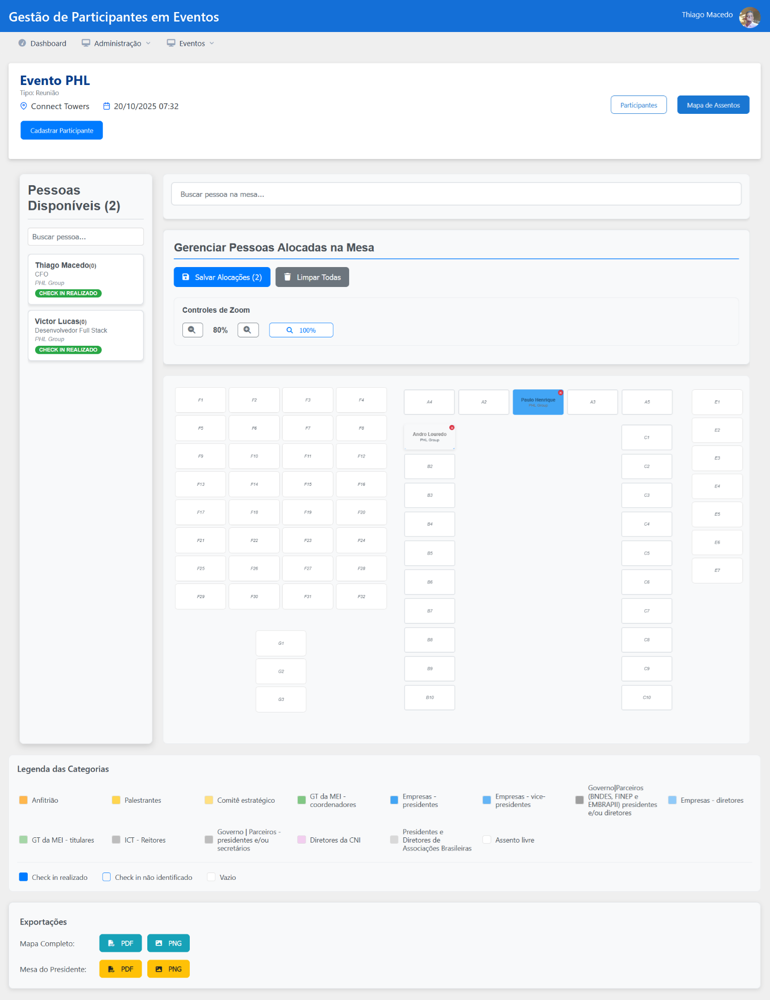 Gestão de Participantes em Eventos
Thiago Macedo
Dashboard
Administração
Eventos
Evento PHL
Tipo: Reunião
Connect Towers
20/10/2025 07:32
Participantes
Mapa de Assentos
Cadastrar Participante
Pessoas
Disponíveis (2)
Buscar pessoa...
Thiago Macedo(0)
CFO
PHL Group
CHECK IN REALIZADO
Victor Lucas(0)
Desenvolvedor Full Stack
PHL Group
CHECK IN REALIZADO
Buscar pessoa na mesa...
Gerenciar Pessoas Alocadas na Mesa
Salvar Alocações (2)
Limpar Todas
Controles de Zoom
80%
100%
F1 F2 F3 F4
F5 F6 F7 F8
F9 F10 F11 F12
F13 F14 F15 F16
F17 F18 F19 F20
F21 F22 F23 F24
F25 F26 F27 F28
F29 F30 F31 F32
G1
G2
G3
A4 A2
Paulo Henrique
PHL Group
A3 A5
Andro Louredo
PHL Group
B2
B3
B4
B5
B6
B7
B8
B9
B10
C1
C2
C3
C4
C5
C6
C7
C8
C9
C10
E1
E2
E3
E4
E5
E6
E7
Legenda das Categorias
Anfitrião
Palestrantes
Comitê estratégico
GT da MEI -
coordenadores
Empresas -
presidentes
Empresas - vice-
presidentes
Governo|Parceiros
(BNDES, FINEP e
EMBRAPII) presidentes
e/ou diretores
Empresas - diretores
GT da MEI - titulares
ICT - Reitores
Governo | Parceiros -
presidentes e/ou
secretários
Diretores da CNI
Presidentes e
Diretores de
Associações Brasileiras
Assento livre
Check in realizado
Check in não identificado
Vazio
Exportações
Mapa Completo:
PDF
PNG
Mesa do Presidente:
PDF
PNG